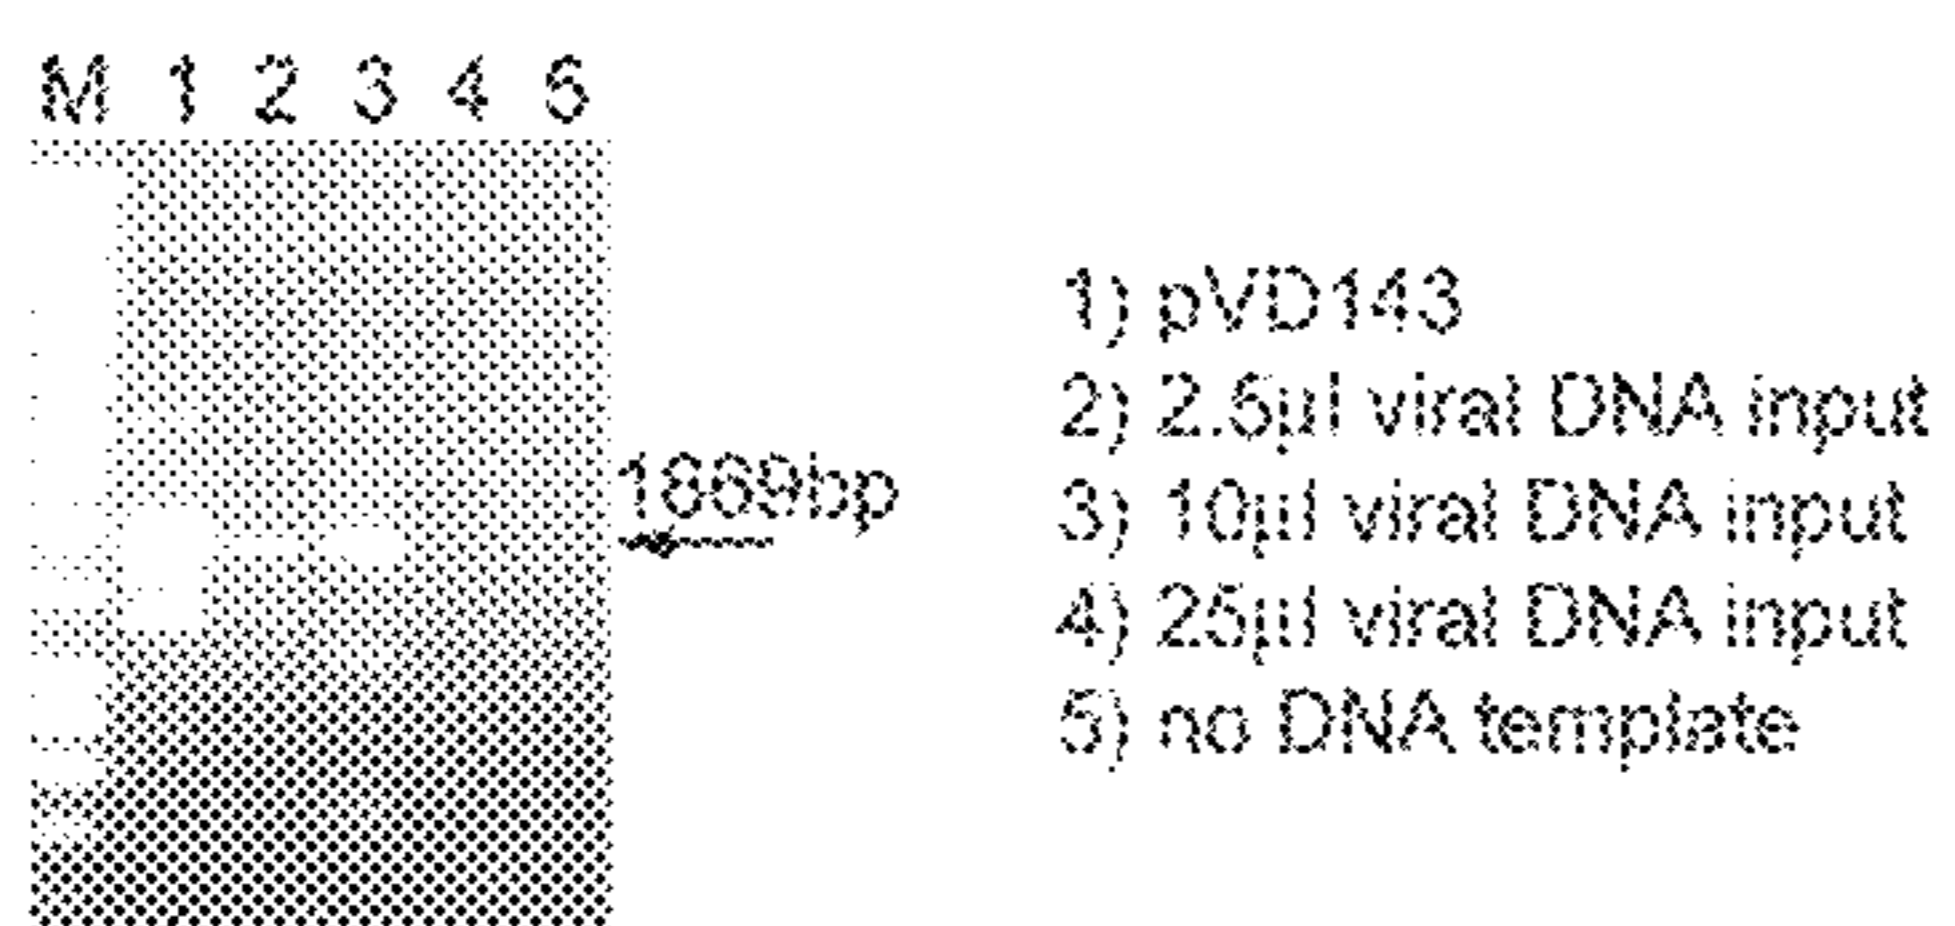 M 1 2 3 4 5
1869bp
1) pVD143
2) 2.5µl viral DNA input
3) 10µl viral DNA input
4) 25µl viral DNA input
5) no DNA template